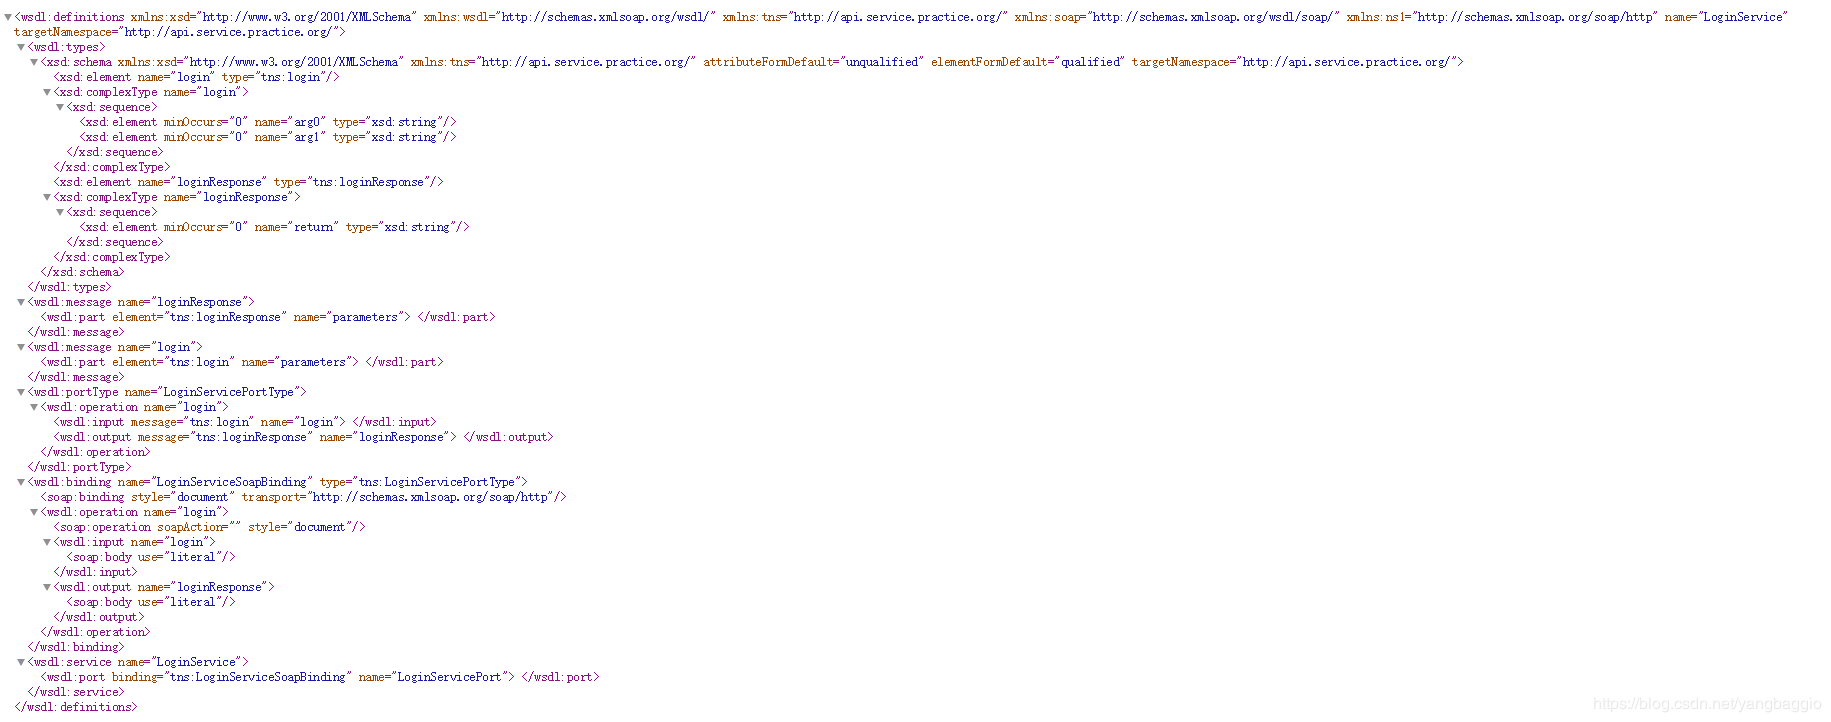 <wsdl:definitions xmlns:xsd="http://www.w3.org/2001/XMLSchema" xmlns:wsdl="http://schemas.xmlsoap.org/wsdl/" xmlns:tns="http://api.service.practice.org/" xmlns:soap="http://schemas.xmlsoap.org/wsdl/soap/" xmlns:ns1="http://schemas.xmlsoap.org/soap/http" name="LoginService"
targetNamespace="http://api.service.practice.org/">
<wsdl:types>
<xsd:schema xmlns:xsd="http://www.w3.org/2001/XMLSchema" xmlns:tns="http://api.service.practice.org/" attributeFormDefault="unqualified" elementFormDefault="qualified" targetNamespace="http://api.service.practice.org/">
<xsd:element name="login" type="tns:login"/>
<xsd:complexType name="login">
<xsd:sequence>
<xsd:element minOccurs="0" name="arg0" type="xsd:string"/>
<xsd:element minOccurs="0" name="arg1" type="xsd:string"/>
</xsd:sequence>
</xsd:complexType>
<xsd:element name="loginResponse" type="tns:loginResponse"/>
<xsd:complexType name="loginResponse">
<xsd:sequence>
<xsd:element minOccurs="0" name="return" type="xsd:string"/>
</xsd:sequence>
</xsd:complexType>
</xsd:schema>
</wsdl:types>
<wsdl:message name="loginResponse">
<wsdl:part element="tns:loginResponse" name="parameters"> </wsdl:part>
</wsdl:message>
<wsdl:message name="login">
<wsdl:part element="tns:login" name="parameters"> </wsdl:part>
</wsdl:message>
<wsdl:portType name="LoginServicePortType">
<wsdl:operation name="login">
<wsdl:input message="tns:login" name="login"> </wsdl:input>
<wsdl:output message="tns:loginResponse" name="loginResponse"> </wsdl:output>
</wsdl:operation>
</wsdl:portType>
<wsdl:binding name="LoginServiceSoapBinding" type="tns:LoginServicePortType">
<soap:binding style="document" transport="http://schemas.xmlsoap.org/soap/http"/>
<wsdl:operation name="login">
<soap:operation soapAction="" style="document"/>
<wsdl:input name="login">
<soap:body use="literal"/>
</wsdl:input>
<wsdl:output name="loginResponse">
<soap:body use="literal"/>
</wsdl:output>
</wsdl:operation>
</wsdl:binding>
<wsdl:service name="LoginService">
<wsdl:port binding="tns:LoginServiceSoapBinding" name="LoginServicePort"> </wsdl:port>
</wsdl:service>
</wsdl:definitions>
https://blog.csdn.net/yangbaggio